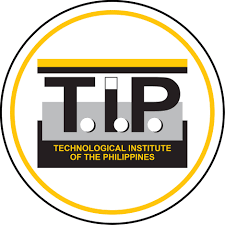 T.I.P.
TECHNOLOGICAL INSTITUTE
OF THE PHILIPPINES